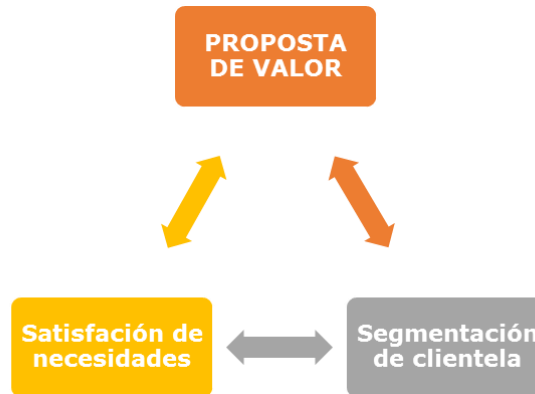 PROPOSTA
DE VALOR
Satisfación de
necesidades
Segmentación
de clientela